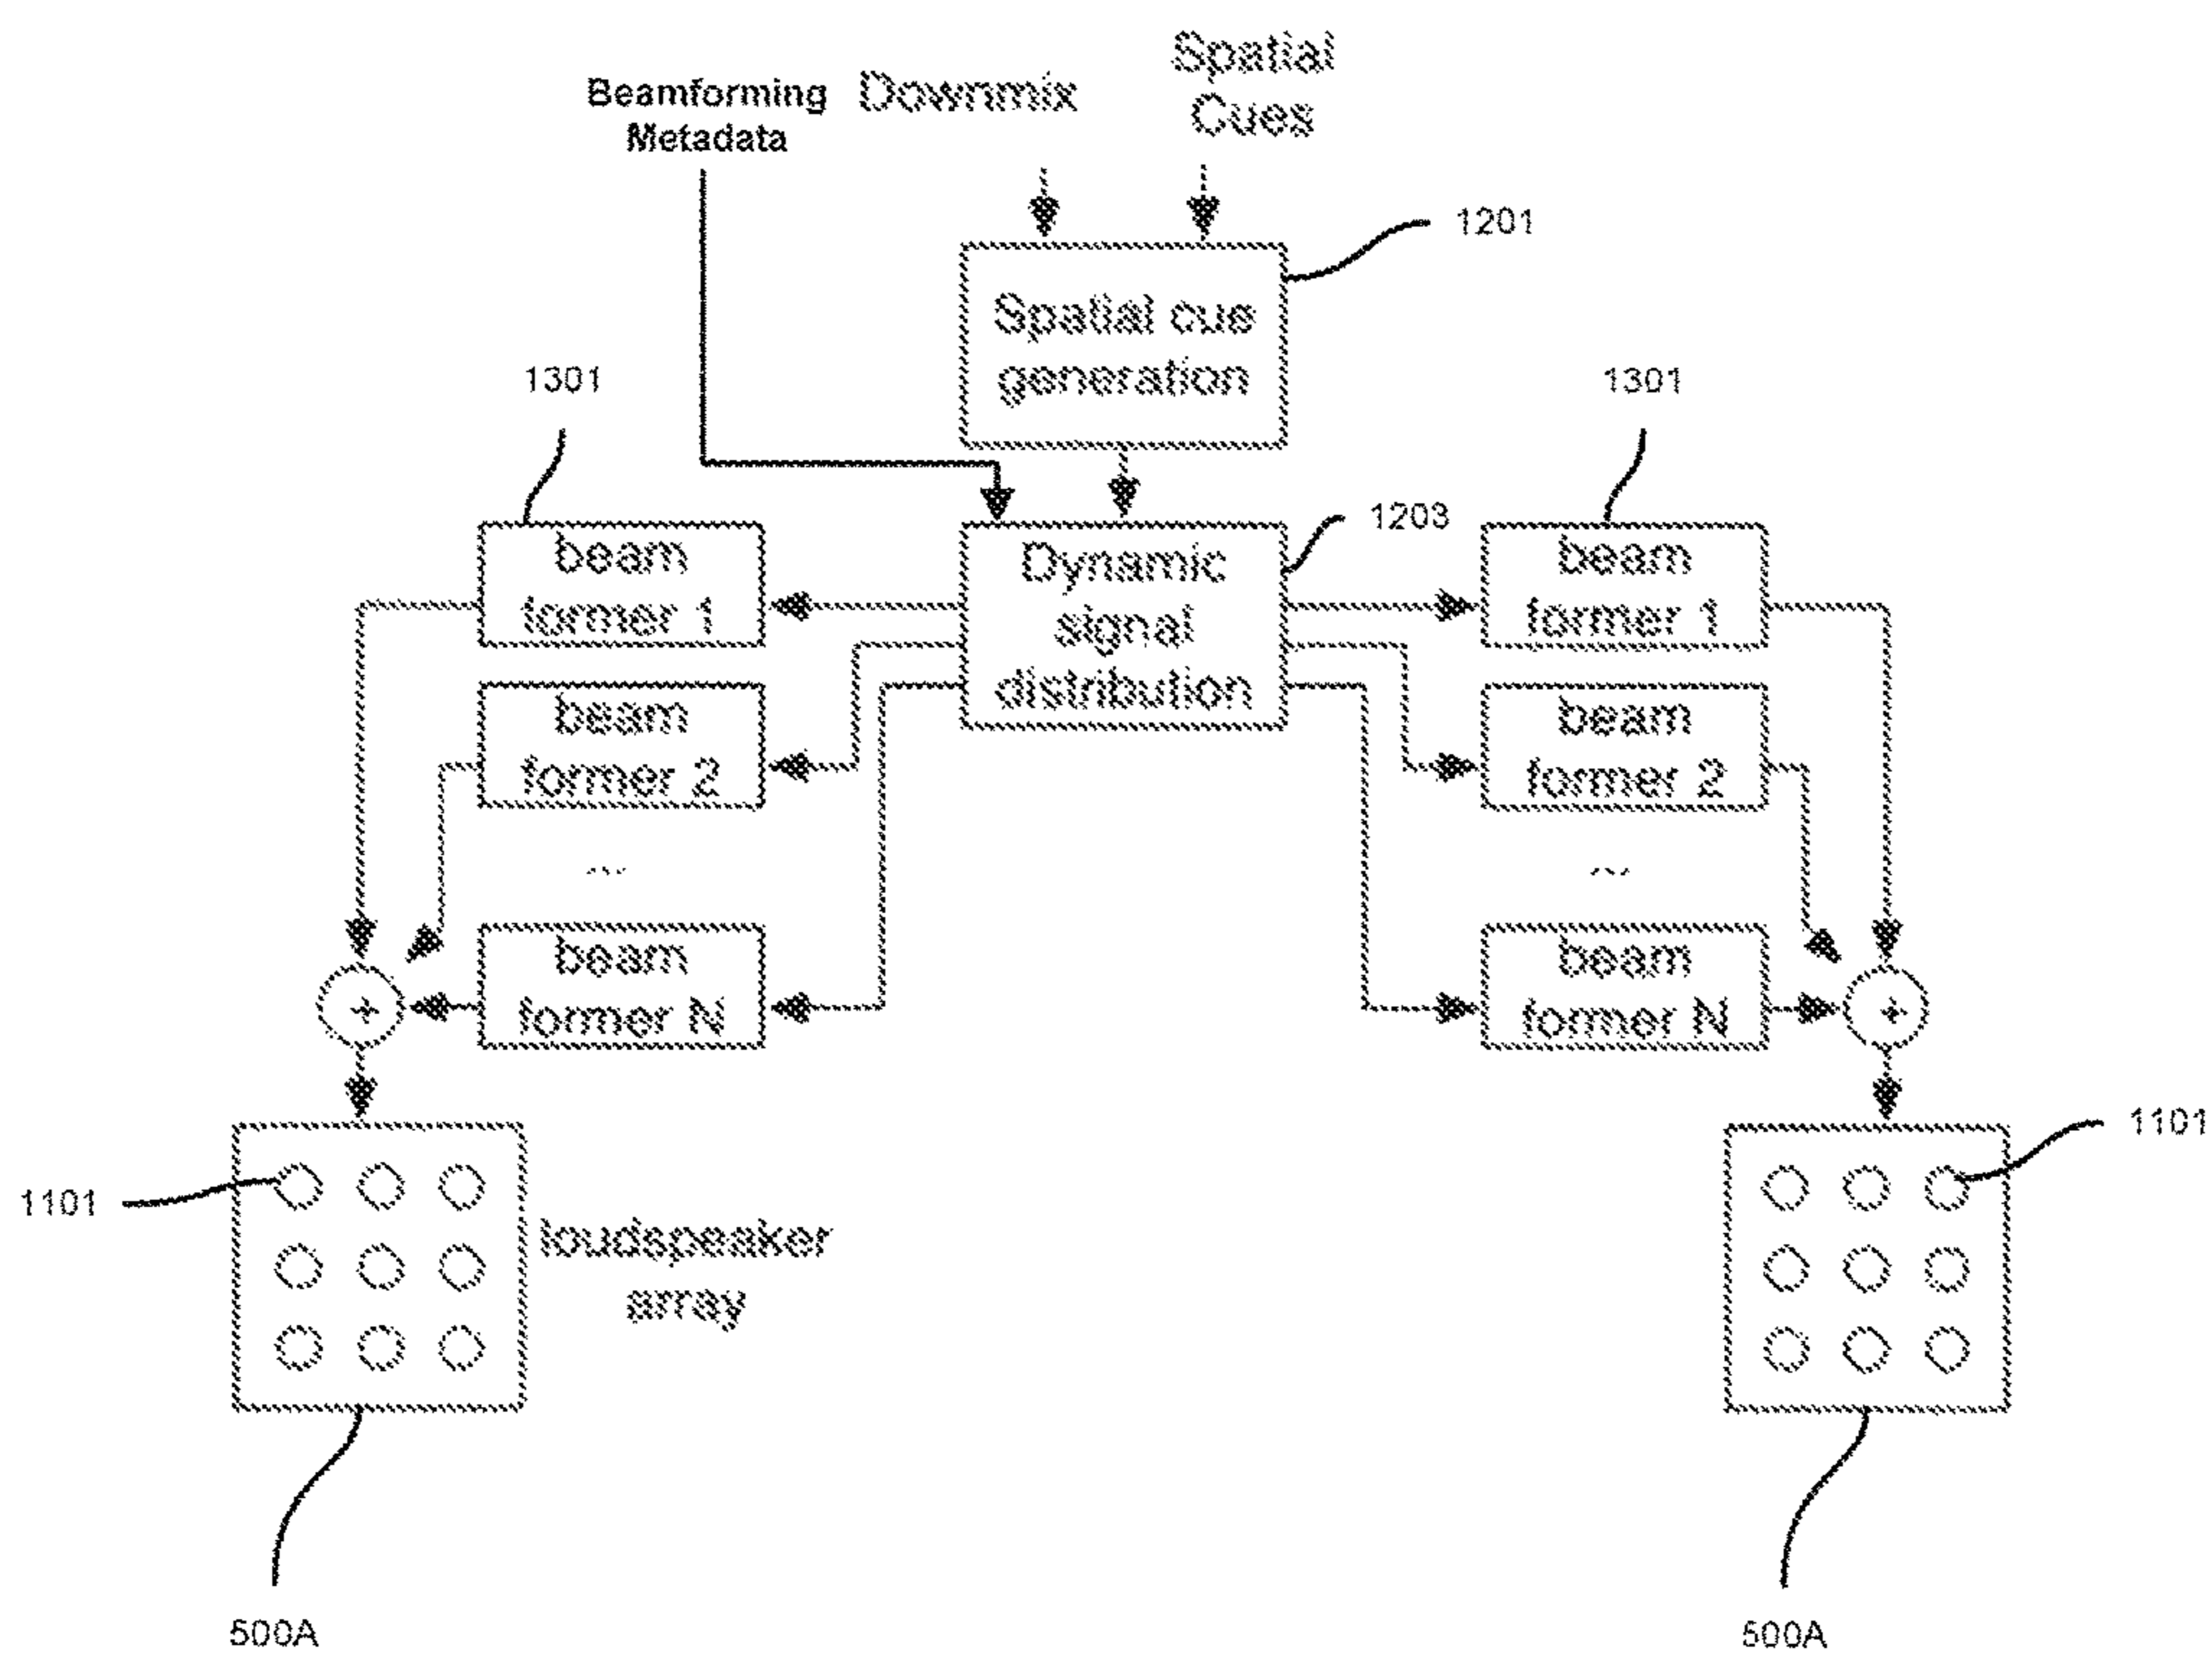 Beamforming
Metadata
Downmix
Spatial
Cues
1201
Spatial cue
generation
1301
1301
1203
beam
former 1
Dynamic
signal
distribution
beam
former 1
beam
former 2
beam
former 2
...
...
beam
former N
beam
former N
+
+
1101
loudspeaker
array
1101
500A
500A